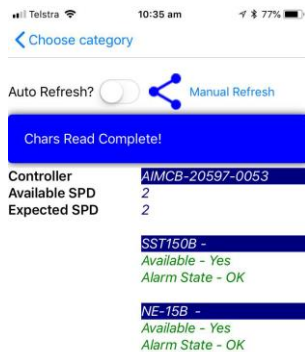 Telstra 10:35 am 77%
Choose category
Auto Refresh? Manual Refresh
Chars Read Complete!
Controller AIMCB-20597-0053
Available SPD 2
Expected SPD 2
SST150B -
Available - Yes
Alarm State - OK
NE-15B -
Available - Yes
Alarm State - OK